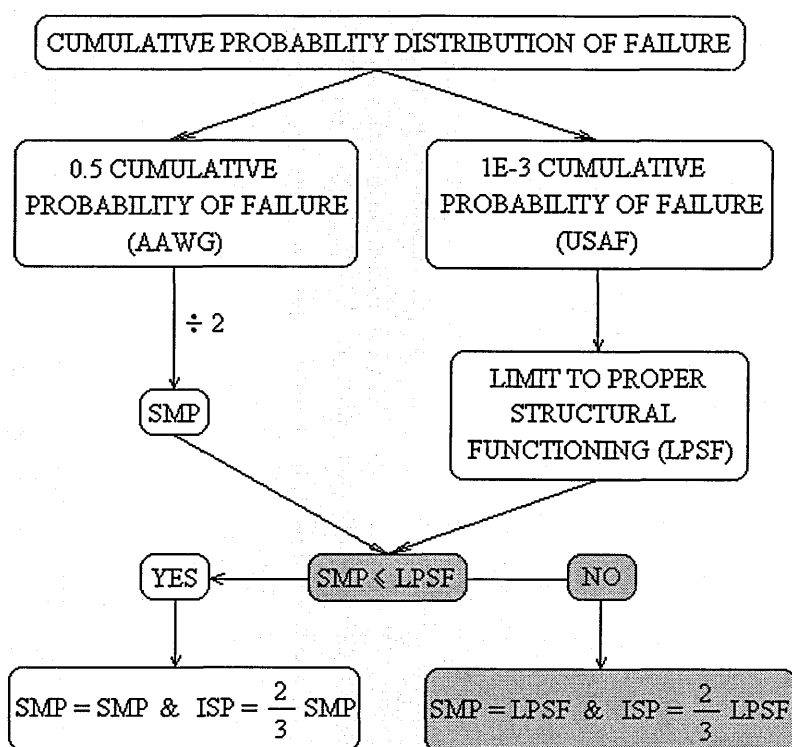 CUMULATIVE PROBABILITY DISTRIBUTION OF FAILURE
0.5 CUMULATIVE
PROBABILITY OF FAILURE
(AAWG)
1E-3 CUMULATIVE
PROBABILITY OF FAILURE
(USAF)
÷ 2
SMP
LIMIT TO PROPER
STRUCTURAL
FUNCTIONING (LPSF)
YES
SMP ⩽ LPSF
NO
SMP = SMP & ISP = 2/3 SMP
SMP = LPSF & ISP = 2/3 LPSF